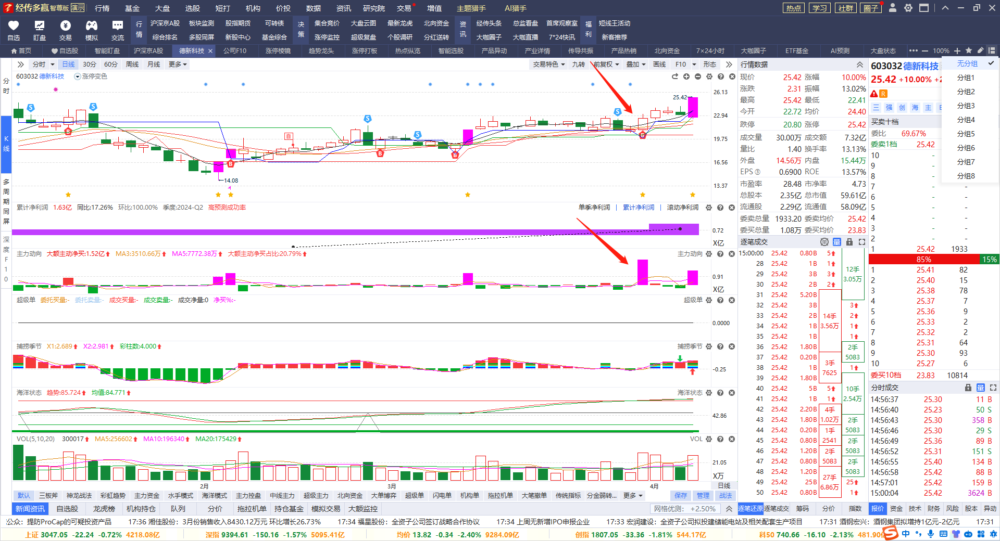 经传多赢 智尊版 演示 行情 基金 大盘 选股 短打 机构 价投 数据 资讯 研究院 交易 增值 主题猎手 AI猎手 热点 学习 社群 圈子
自选 盯盘 交易 模拟 交流
行情 沪深京A股 板块监测 股指期货 可转债 决策 集合竞价 大盘云图 最新龙虎 北向资金 资讯 经传头条 总监看盘 首席观察室 福利 短线王活动
综合排名 多股同屏 新股中心 基金综合 涨停监控 超级复盘 个股调研 分红送转 大咖圈子 大咖直播 7*24快讯 新客推荐
首页 自选股 智能盯盘 沪深京A股 德新科技 公司F10 涨停棱镜 趋势龙头 涨停打板 热点纵览 智能选股 产品异动 产业详情 传导共振 产品热销 北向资金 7×24小时 大咖圈子 ETF基金 AI预测 大盘状态 100%
分时
K线
多周期同屏
深度F10
分时 日线 30分 60分 周线 月线 更多 交易特色 九转 前复权 叠加 画线 F10 形态
603032 德新科技 涨停变色
26.13
22.94
19.75
16.56
13.37
25.42
14.08
自
累计净利润 1.63亿 同比:17.26% 环比:100.00% 季度:2024-Q2 高预测成功率 单季净利润 累计净利润 滚动净利润
0.72
X亿
主力动向 大额主动净买:1.52亿 MA3:3510.66万 MA5:7772.38万 大额主动净买占比:20.79% 主力动向
0.91
X亿
超级单 委托买量:- 委托卖量:- 成交买量:- 成交卖量:- 成交净量:0 净买%:- 超级单
0.0000
捕捞季节 X1:2.689 X2:2.981 彩柱数:4.000 捕捞季节
-0.25
海洋状态 趋势:85.724 均值:84.771 海洋状态
42.86
VOL(5,10,20) 300017 MA5:256602 MA10:196340 MA20:175429 VOL
21.05
X万
2月 3月 4月 日线
默认 三板斧 神龙战法 彩虹趋势 主力资金 水手模式 海洋模式 主力控盘 中线主力 超级主力 北向资金 大单博弈 超级单 闪电单 机构单 拖拉机单 大笔撤单 传统指标 分金弱转... 更多 保存 管理 战法
新闻资讯 自选股 龙虎榜 机构持仓 队列 分价 拖拉机单 持仓基金 模拟交易 大额监控 网格优测: +2.50%
行情数据
现价 25.42 涨幅 10.00%
涨跌 2.31 振幅 13.02%
最高 25.42 最低 22.41
今开 22.72 均价 24.40
跌停 20.80 涨停 25.42
成交量 30.00万 成交额 7.32亿
量比 1.40 换手率 13.13%
外盘 14.56万 内盘 15.44万
EPS③ 0.6900 ROE 13.57%
市盈率 28.48 市净率 4.73
总股本 2.35亿 总市值 59.61亿
流通股 2.29亿 流通值 58.09亿
委卖总量 1933.20 委卖均价 25.42
委买总量 1.08万 委买均价 23.83
逐笔成交 量
15:00:00 25.42 0.80 B 5
28 25.42 1 B 1
29 25.42 3 B 3
30 25.42 2 B 2
31 25.42 5.20 B
32 25.42 3 B 3
33 25.42 2 B 2
34 25.42 1 B 1
35 25.42 1 B 1
36 25.42 1.80 B
37 25.42 0.20 B
38 25.42 1 B 1
39 25.42 1.80 B
40 25.42 5 B 5
41 25.42 1 B 1
42 25.42 2.20 B
43 25.42 1.80 B
44 25.42 0.20 B
45 25.42 0.80 B
46 25.42 1.20 B
47 25.42 0.80 B
48 25.42 1.20 B
49 25.42 25 B 25
50 25.42 0.80 B 1
14手
3.56万
3手
7625
4手
1.02万
1手
2541
2手
5083
27手
6.86万
12手
3.05万
2手
5083
10手
2.54万
2手
5083
2手
5083
2手
5083
逐笔还原 逐笔成交 筹码 分价 指数
603032 德新科技
25.42 +10.00%
R
三 强 创 海 主
无分组
分组1
分组2
分组3
分组4
分组5
分组6
分组7
分组8
买卖十档
委比 69.67%
委卖1档 25.42
10 -
9 -
8 -
7 - -
6 - -
5 - -
4 - -
3 - -
2 - -
1 25.42 1933
85% 15%
1 25.41 82
2 25.40 15
3 25.38 78
4 25.37 7
5 25.36 9
6 25.33 2
7 25.32 2
8 25.31 64
9 25.30 93
10 25.27 6
委买10档 23.83 10814
分时成交 量
14:56:37 25.30 11 B
14:56:40 25.23 50 S
14:56:43 25.30 358 B
14:56:46 25.30 29 S
14:56:49 25.36 89 B
14:56:52 25.31 151 S
14:56:55 25.40 134 B
14:56:58 25.42 88 B
14:57:01 25.42 159 B
15:00:04 25.42 3624 B
报价 资金 技术 财务 风险 股本 异动
公众：提防ProCap的可疑投资产品 17:36 湘佳股份：3月份销售收入8430.12万元 环比增长26.73% 17:34 福星股份：全资子公司签订战略合作协议 17:34 上周无新增IPO申报企业 17:33 宏润建设：全资子公司拟投建储能电站及相关配套生产项目 17:31 酒钢宏兴：酒钢集团拟增持1亿元-2亿元 17:31
上证 3047.05 -22.24 -0.72% 4218.08亿 深指 9394.61 -150.16 -1.57% 5095.41亿 均价 13.82 -0.34 -2.40% 9284.09亿 创指 1807.05 -33.36 -1.81% 544.17亿 科50 740.66 -16.10 -2.13% 481.90 中